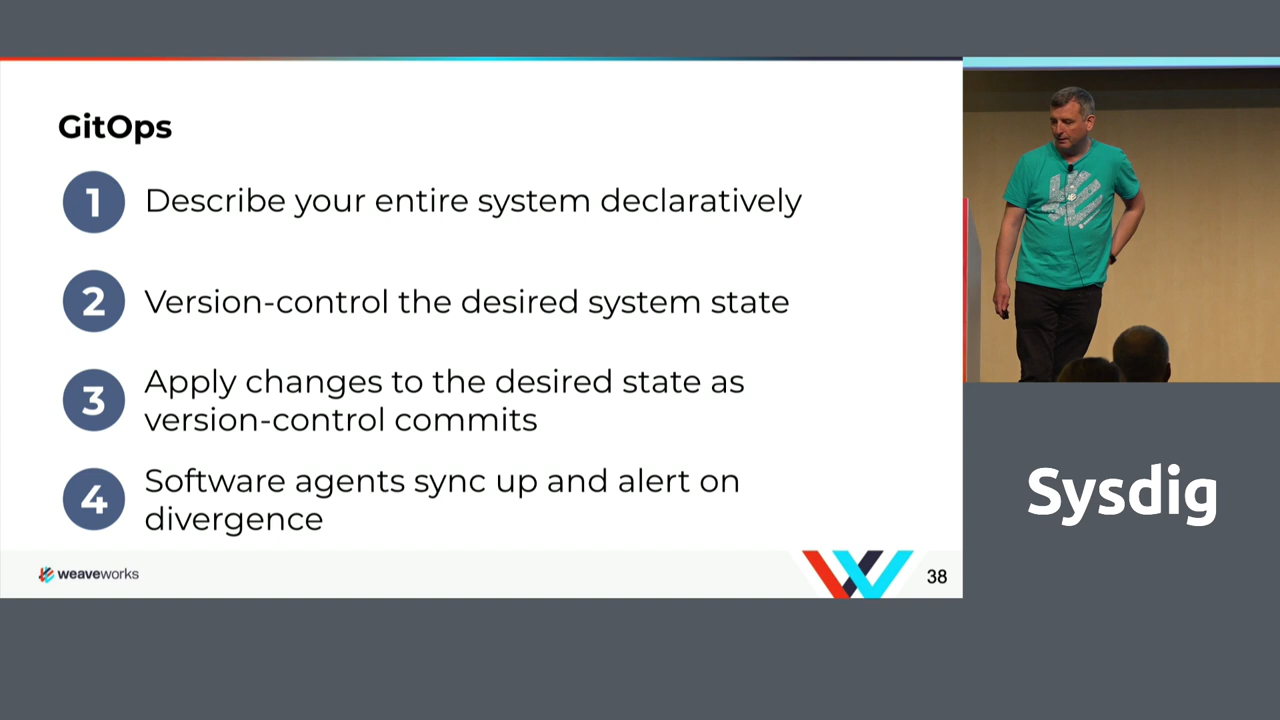 GitOps
1 Describe your entire system declaratively
2 Version-control the desired system state
3 Apply changes to the desired state as
version-control commits
4 Software agents sync up and alert on
divergence
weaveworks
38
Sysdig